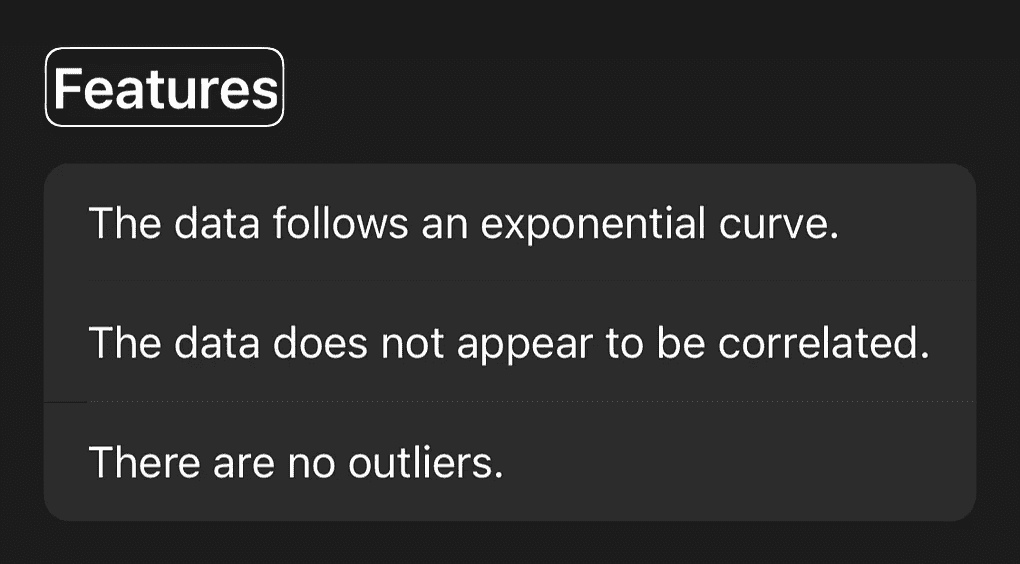 Features
The data follows an exponential curve.
The data does not appear to be correlated.
There are no outliers.